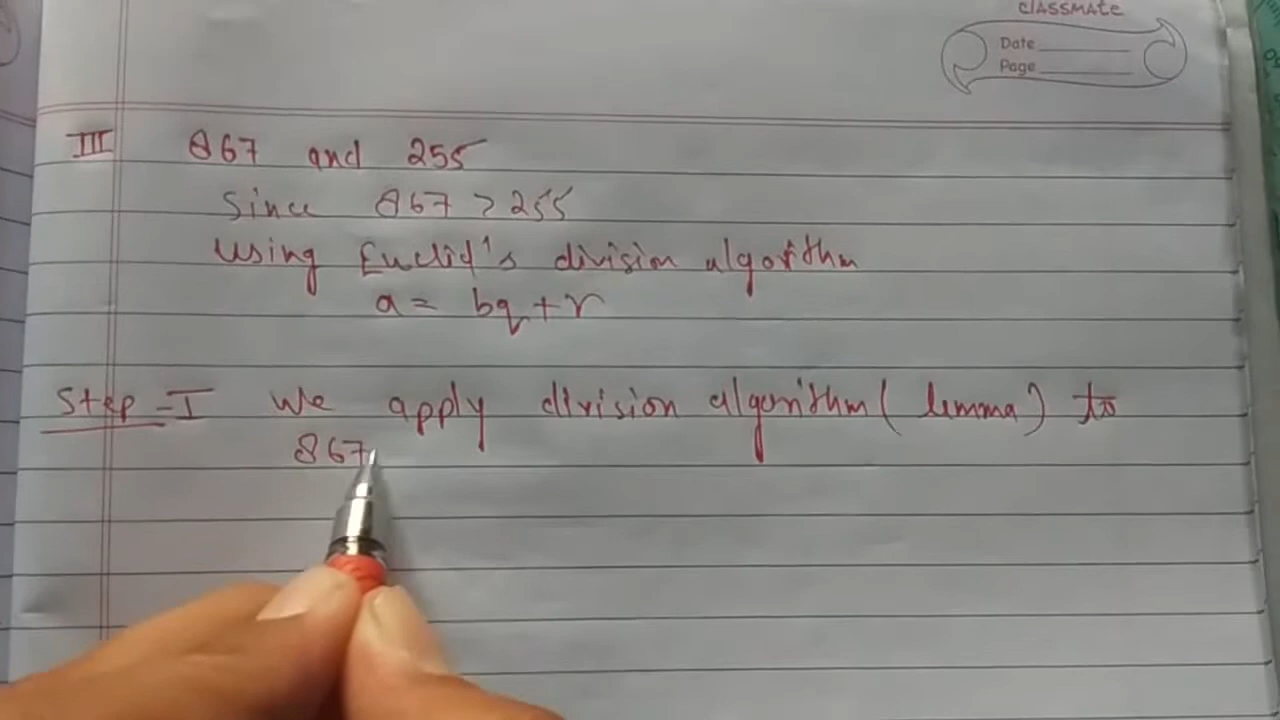 CLASSMATE
Date
Page
III 867 and 255
Since 867 > 255
Using Euclid's division algorithm
a = bq + r
Step - I We apply division algorithm ( lemma ) to
867